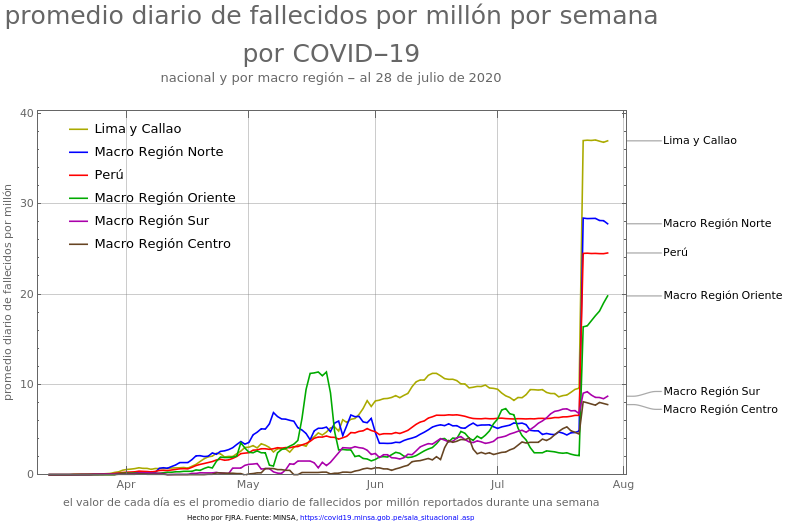 promedio diario de fallecidos por millón por semana
por COVID‒19
nacional y por macro región ‒ al 28 de julio de 2020
promedio diario de fallecidos por millón
40
30
20
10
0
Lima y Callao
Macro Región Norte
Perú
Macro Región Oriente
Macro Región Sur
Macro Región Centro
Lima y Callao
Macro Región Norte
Perú
Macro Región Oriente
Macro Región Sur
Macro Región Centro
Apr
May
Jun
Jul
Aug
el valor de cada día es el promedio diario de fallecidos por millón reportados durante una semana
Hecho por FJRA. Fuente: MINSA, https://covid19.minsa.gob.pe/sala_situacional .asp